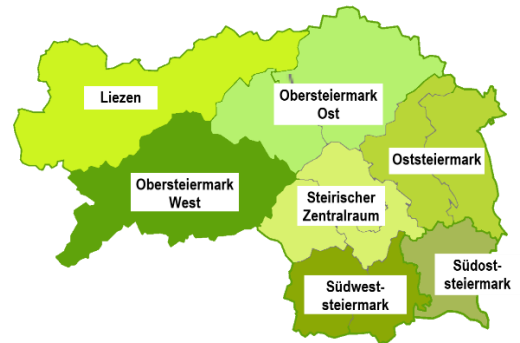 Liezen
Obersteiermark
Ost
Oststeiermark
Obersteiermark
West
Steirischer
Zentralraum
Südost-
steiermark
Südwest-
steiermark